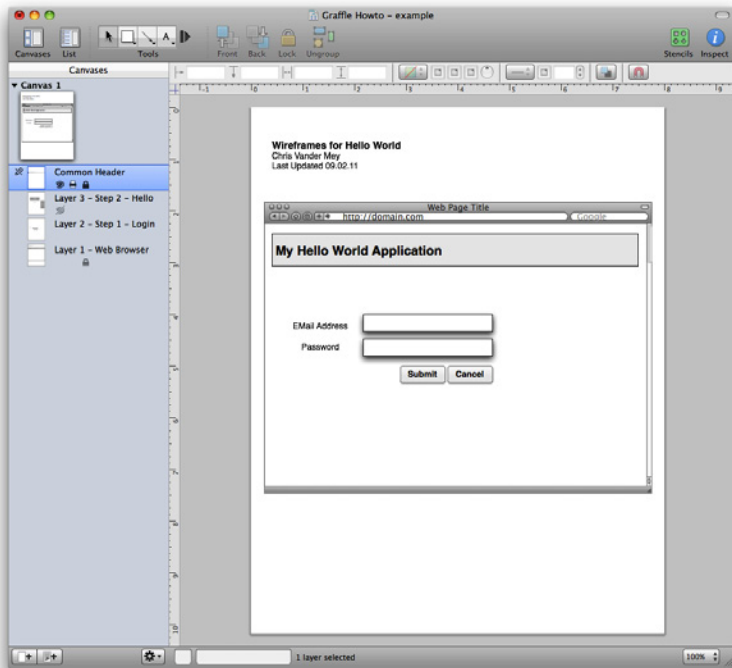 Graffle Howto - example
Canvases List Tools Front Back Lock Ungroup Stencils Inspect
Canvases
Canvas 1
Common Header
Layer 3 - Step 2 - Hello
Layer 2 - Step 1 - Login
Layer 1 - Web Browser
Wireframes for Hello World
Chris Vander Mey
Last Updated 09.02.11
Web Page Title
http://domain.com
Google
My Hello World Application
EMail Address
Password
Submit Cancel
1 layer selected
100%